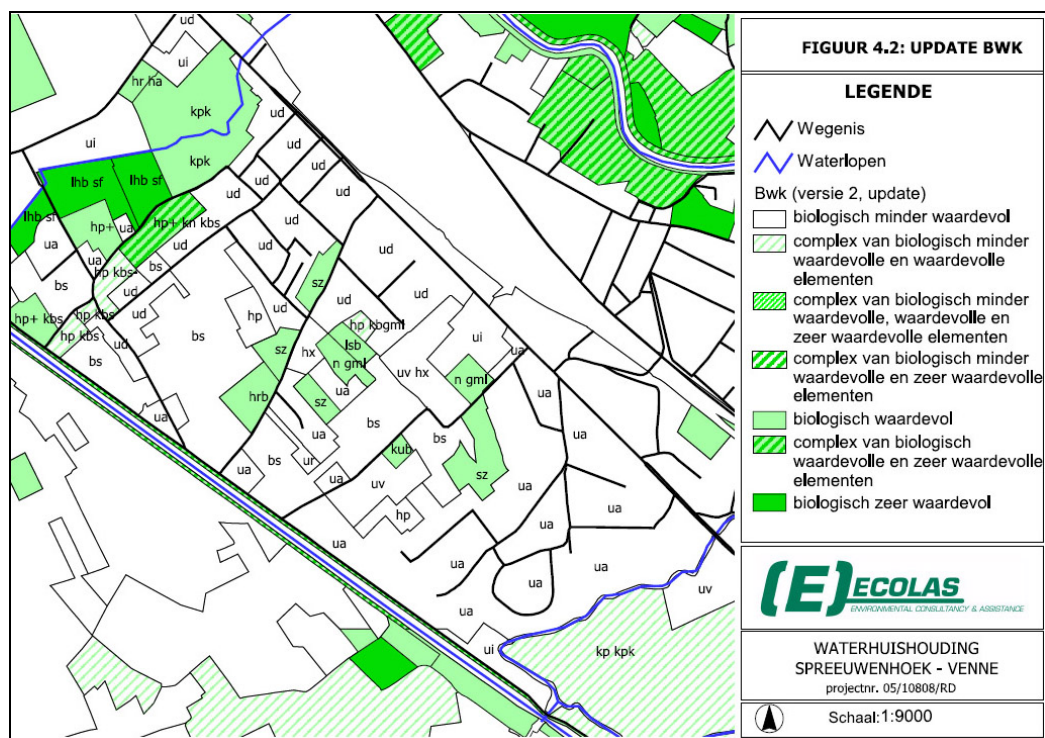 FIGUUR 4.2: UPDATE BWK
LEGENDE
Wegenis
Waterlopen
Bwk (versie 2, update)
biologisch minder waardevol
complex van biologisch minder
waardevolle en waardevolle
elementen
complex van biologisch minder
waardevolle, waardevolle en
zeer waardevolle elementen
complex van biologisch minder
waardevolle en zeer waardevolle
elementen
biologisch waardevol
complex van biologisch
waardevolle en zeer waardevolle
elementen
biologisch zeer waardevol
(E) ECOLAS
ENVIRONMENTAL CONSULTANCY & ASSISTANCE
WATERHUISHOUDING
SPREEUWENHOEK - VENNE
projectnr. 05/10808/RD
Schaal:1:9000
ud
ui
hr ha
kpk
ui
ud
kpk
ud
ud
lhb sf
lhb sf
ud
ud
ud
lhb sf
hp+
ua
hp+ kn kbs
ud
ua
ua
ud
ud
ud
hp kbs
bs
sz
bs
ud
ud
hp+ kbs
hp kbs
ud
hp
ud
ud
ud
hp kbs
ud
bs
hp kbgml
bs
sz
hx
lsb
ui
ua
n gml
uv hx
n gml
hrb
sz
ua
ua
ua
bs
bs
ua
ua
bs
ur
kub
ua
ua
uv
sz
ua
hp
ua
ua
ua
ua
ua
ua
ua
uv
ua
ui
kp kpk